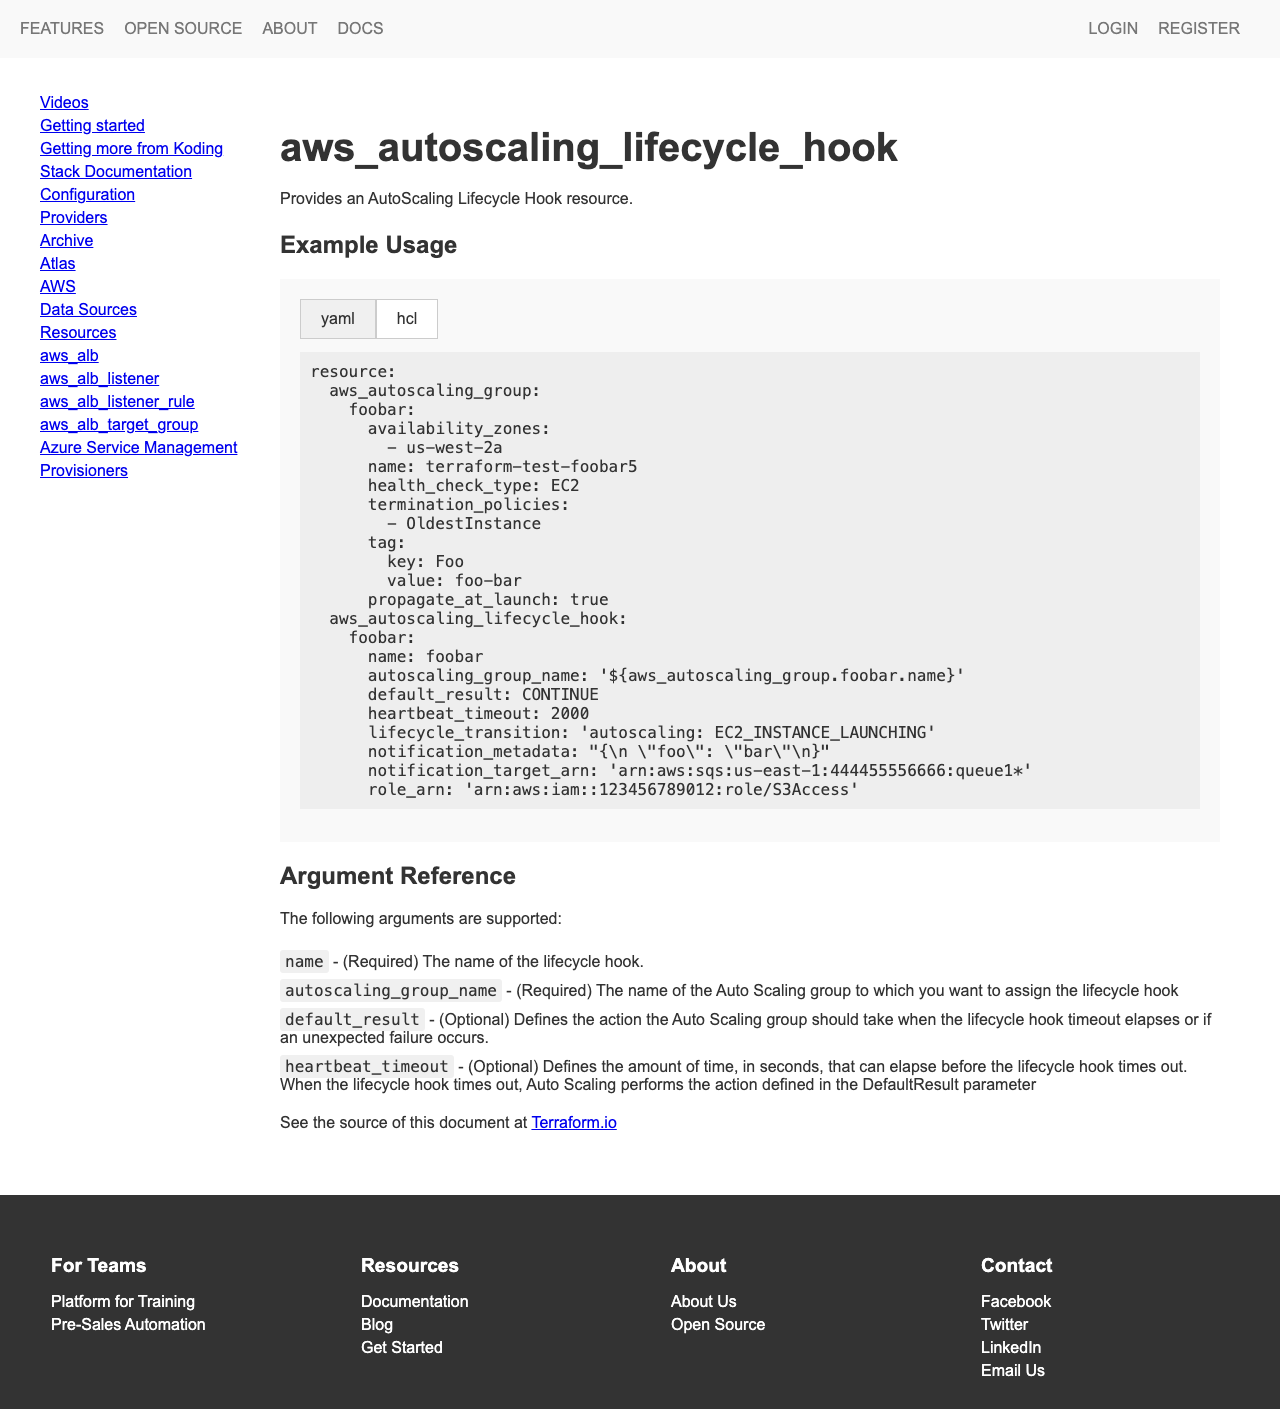 FEATURES OPEN SOURCE ABOUT DOCS LOGIN REGISTER
Videos
Getting started
Getting more from Koding
Stack Documentation
Configuration
Providers
Archive
Atlas
AWS
Data Sources
Resources
aws_alb
aws_alb_listener
aws_alb_listener_rule
aws_alb_target_group
Azure Service Management
Provisioners
aws_autoscaling_lifecycle_hook
Provides an AutoScaling Lifecycle Hook resource.
Example Usage
yaml hcl
resource:
  aws_autoscaling_group:
    foobar:
      availability_zones:
        - us-west-2a
      name: terraform-test-foobar5
      health_check_type: EC2
      termination_policies:
        - OldestInstance
      tag:
        key: Foo
        value: foo-bar
      propagate_at_launch: true
  aws_autoscaling_lifecycle_hook:
    foobar:
      name: foobar
      autoscaling_group_name: '${aws_autoscaling_group.foobar.name}'
      default_result: CONTINUE
      heartbeat_timeout: 2000
      lifecycle_transition: 'autoscaling: EC2_INSTANCE_LAUNCHING'
      notification_metadata: "{\n \"foo\": \"bar\"\n}"
      notification_target_arn: 'arn:aws:sqs:us-east-1:444455556666:queue1*'
      role_arn: 'arn:aws:iam::123456789012:role/S3Access'
Argument Reference
The following arguments are supported:
name - (Required) The name of the lifecycle hook.
autoscaling_group_name - (Required) The name of the Auto Scaling group to which you want to assign the lifecycle hook
default_result - (Optional) Defines the action the Auto Scaling group should take when the lifecycle hook timeout elapses or if
an unexpected failure occurs.
heartbeat_timeout - (Optional) Defines the amount of time, in seconds, that can elapse before the lifecycle hook times out.
When the lifecycle hook times out, Auto Scaling performs the action defined in the DefaultResult parameter
See the source of this document at Terraform.io
For Teams
Platform for Training
Pre-Sales Automation
Resources
Documentation
Blog
Get Started
About
About Us
Open Source
Contact
Facebook
Twitter
LinkedIn
Email Us